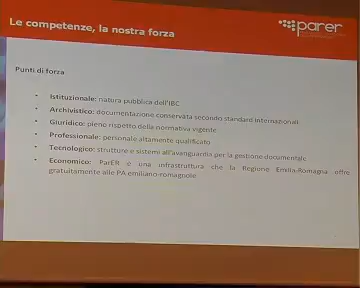 Le competenze, la nostra forza
parer
Punti di forza
• Istituzionale: natura pubblica dell'IBC
• Archivistico: documentazione conservata secondo standard internazionali
• Giuridico: pieno rispetto della normativa vigente
• Professionale: personale altamente qualificato
• Tecnologico: strutture e sistemi all'avanguardia per la gestione documentale
• Economico: ParER è una infrastruttura che la Regione Emilia-Romagna offre
gratuitamente alle PA emiliano-romagnole